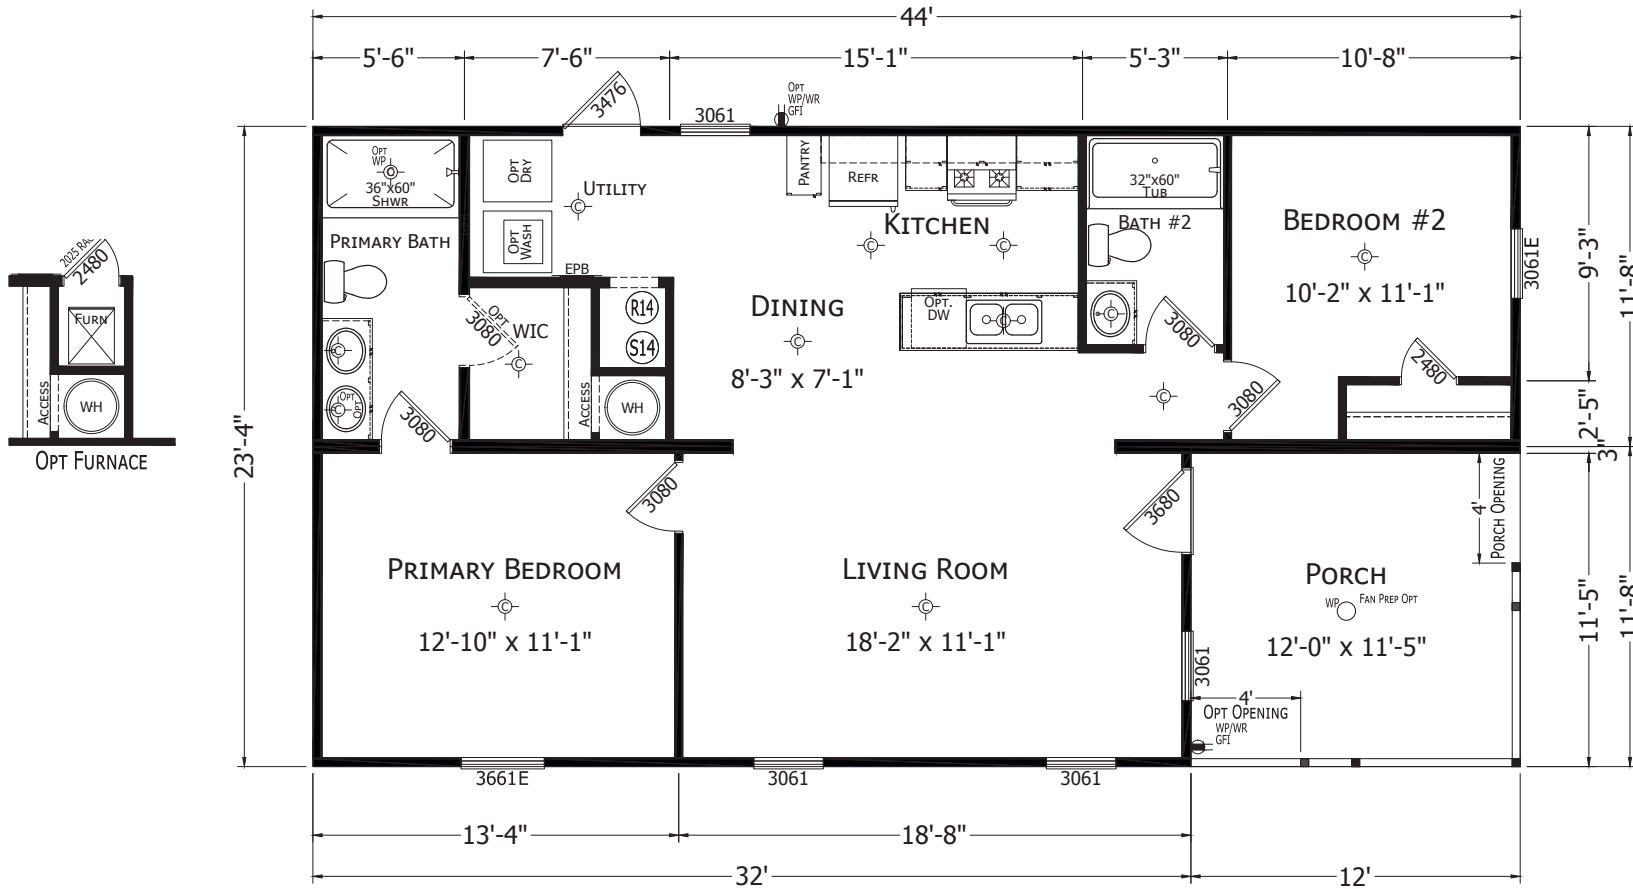 44'
5'-6"
7'-6"
15'-1"
5'-3"
10'-8"
3476
3061
OPT
WP/WR
GFI
OPT
WP
36"x60"
SHWR
OPT
DRY
UTILITY
PANTRY
REFR
32"x60"
TUB
BATH #2
KITCHEN
BEDROOM #2
10'-2" x 11'-1"
3061E
9'-3"
11'-8"
PRIMARY BATH
OPT
WASH
EPB
OPT
3080
WIC
R14
S14
DINING
8'-3" x 7'-1"
OPT.
DW
3080
2480
3080
2'-5"
3"
OPT
OPT
3080
ACCESS
WH
2480
FURN
ACCESS
WH
OPT FURNACE
23'-4"
3080
3680
4'
PORCH OPENING
PRIMARY BEDROOM
12'-10" x 11'-1"
LIVING ROOM
18'-2" x 11'-1"
PORCH
WP
FAN PREP OPT
12'-0" x 11'-5"
11'-5"
11'-8"
3061
4'
OPT OPENING
WP/WR
GFI
3661E
3061
3061
13'-4"
18'-8"
32'
12'